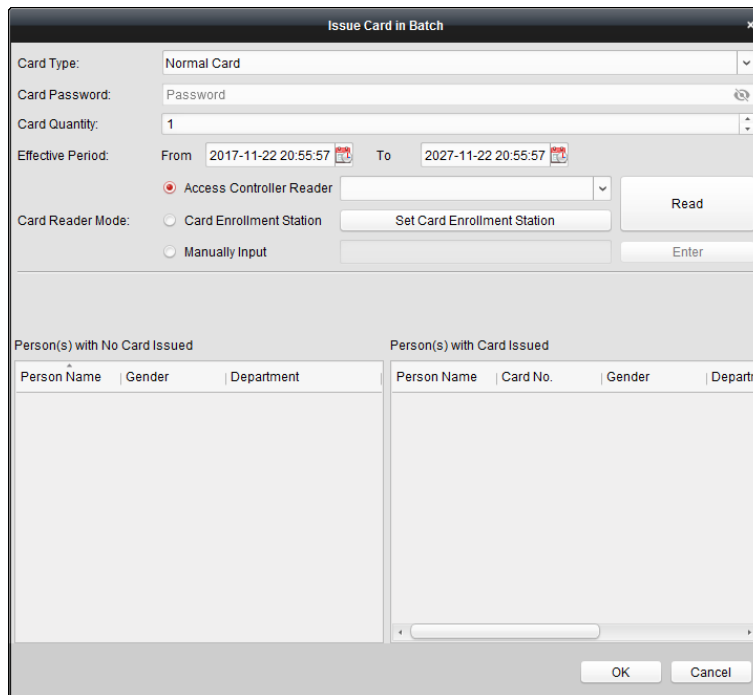 Issue Card in Batch
Card Type: Normal Card
Card Password: Password
Card Quantity: 1
Effective Period: From 2017-11-22 20:55:57 To 2027-11-22 20:55:57
Access Controller Reader
Read
Card Reader Mode: Card Enrollment Station Set Card Enrollment Station
Manually Input Enter
Person(s) with No Card Issued Person(s) with Card Issued
Person Name Gender Department Person Name Card No. Gender Departm
OK Cancel